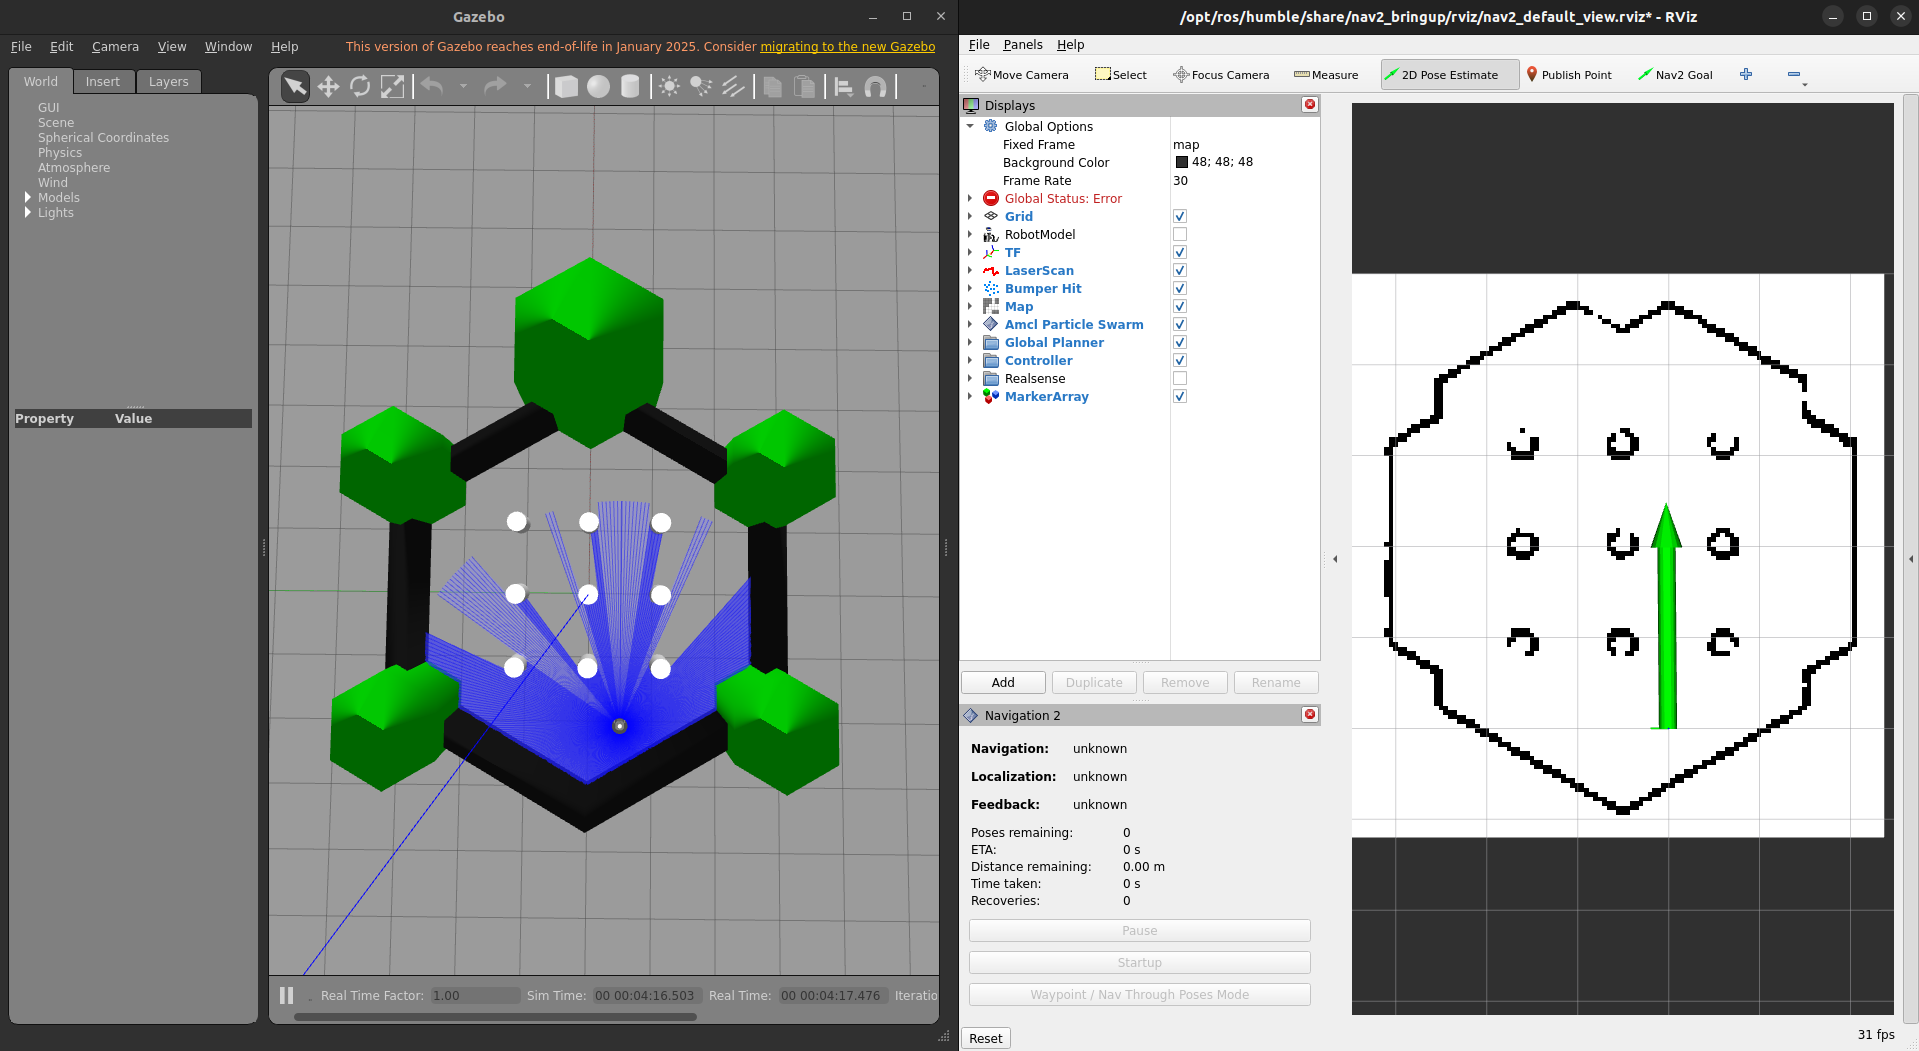 Gazebo
File Edit Camera View Window Help
This version of Gazebo reaches end-of-life in January 2025. Consider migrating to the new Gazebo
World Insert Layers
GUI
Scene
Spherical Coordinates
Physics
Atmosphere
Wind
Models
Lights
Property Value
Real Time Factor: 1.00 Sim Time: 00 00:04:16.503 Real Time: 00 00:04:17.476 Iteratio
/opt/ros/humble/share/nav2_bringup/rviz/nav2_default_view.rviz* - RViz
File Panels Help
Move Camera Select Focus Camera Measure 2D Pose Estimate Publish Point Nav2 Goal
Displays
Global Options
Fixed Frame map
Background Color 48; 48; 48
Frame Rate 30
Global Status: Error
Grid
RobotModel
TF
LaserScan
Bumper Hit
Map
Amcl Particle Swarm
Global Planner
Controller
Realsense
MarkerArray
Add Duplicate Remove Rename
Navigation 2
Navigation: unknown
Localization: unknown
Feedback: unknown
Poses remaining: 0
ETA: 0 s
Distance remaining: 0.00 m
Time taken: 0 s
Recoveries: 0
Pause
Startup
Waypoint / Nav Through Poses Mode
Reset
31 fps